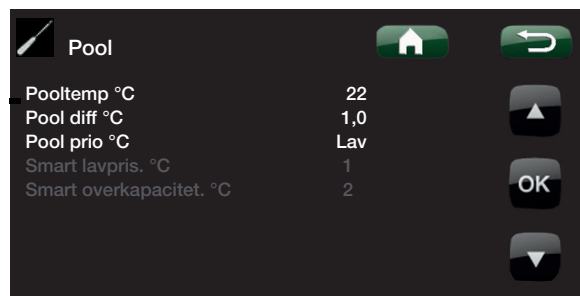 Pool
Pooltemp °C 22
Pool diff °C 1,0
Pool prio °C Lav
Smart lavpris. °C 1
Smart overkapacitet. °C 2
OK